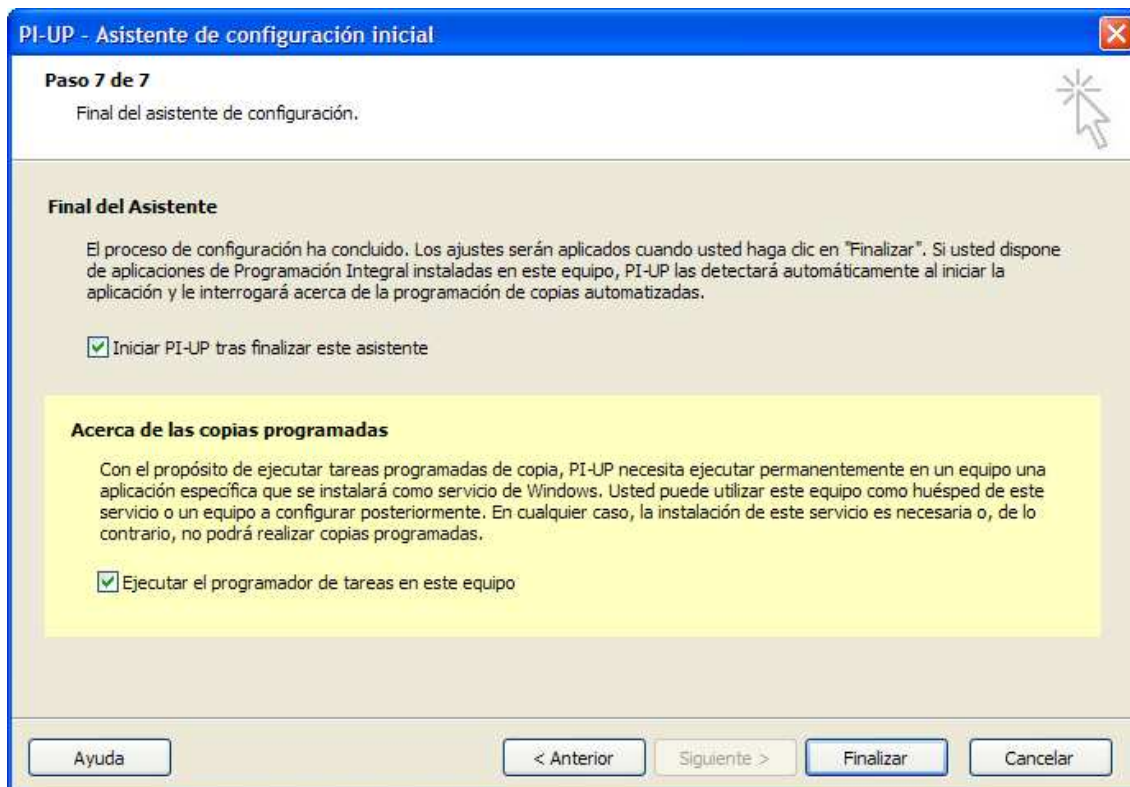 PI-UP - Asistente de configuración inicial
Paso 7 de 7
Final del asistente de configuración.
Final del Asistente
El proceso de configuración ha concluido. Los ajustes serán aplicados cuando usted haga clic en "Finalizar". Si usted dispone
de aplicaciones de Programación Integral instaladas en este equipo, PI-UP las detectará automáticamente al iniciar la
aplicación y le interrogará acerca de la programación de copias automatizadas.
Iniciar PI-UP tras finalizar este asistente
Acerca de las copias programadas
Con el propósito de ejecutar tareas programadas de copia, PI-UP necesita ejecutar permanentemente en un equipo una
aplicación específica que se instalará como servicio de Windows. Usted puede utilizar este equipo como huésped de este
servicio o un equipo a configurar posteriormente. En cualquier caso, la instalación de este servicio es necesaria o, de lo
contrario, no podrá realizar copias programadas.
Ejecutar el programador de tareas en este equipo
Ayuda
< Anterior
Siguiente >
Finalizar
Cancelar